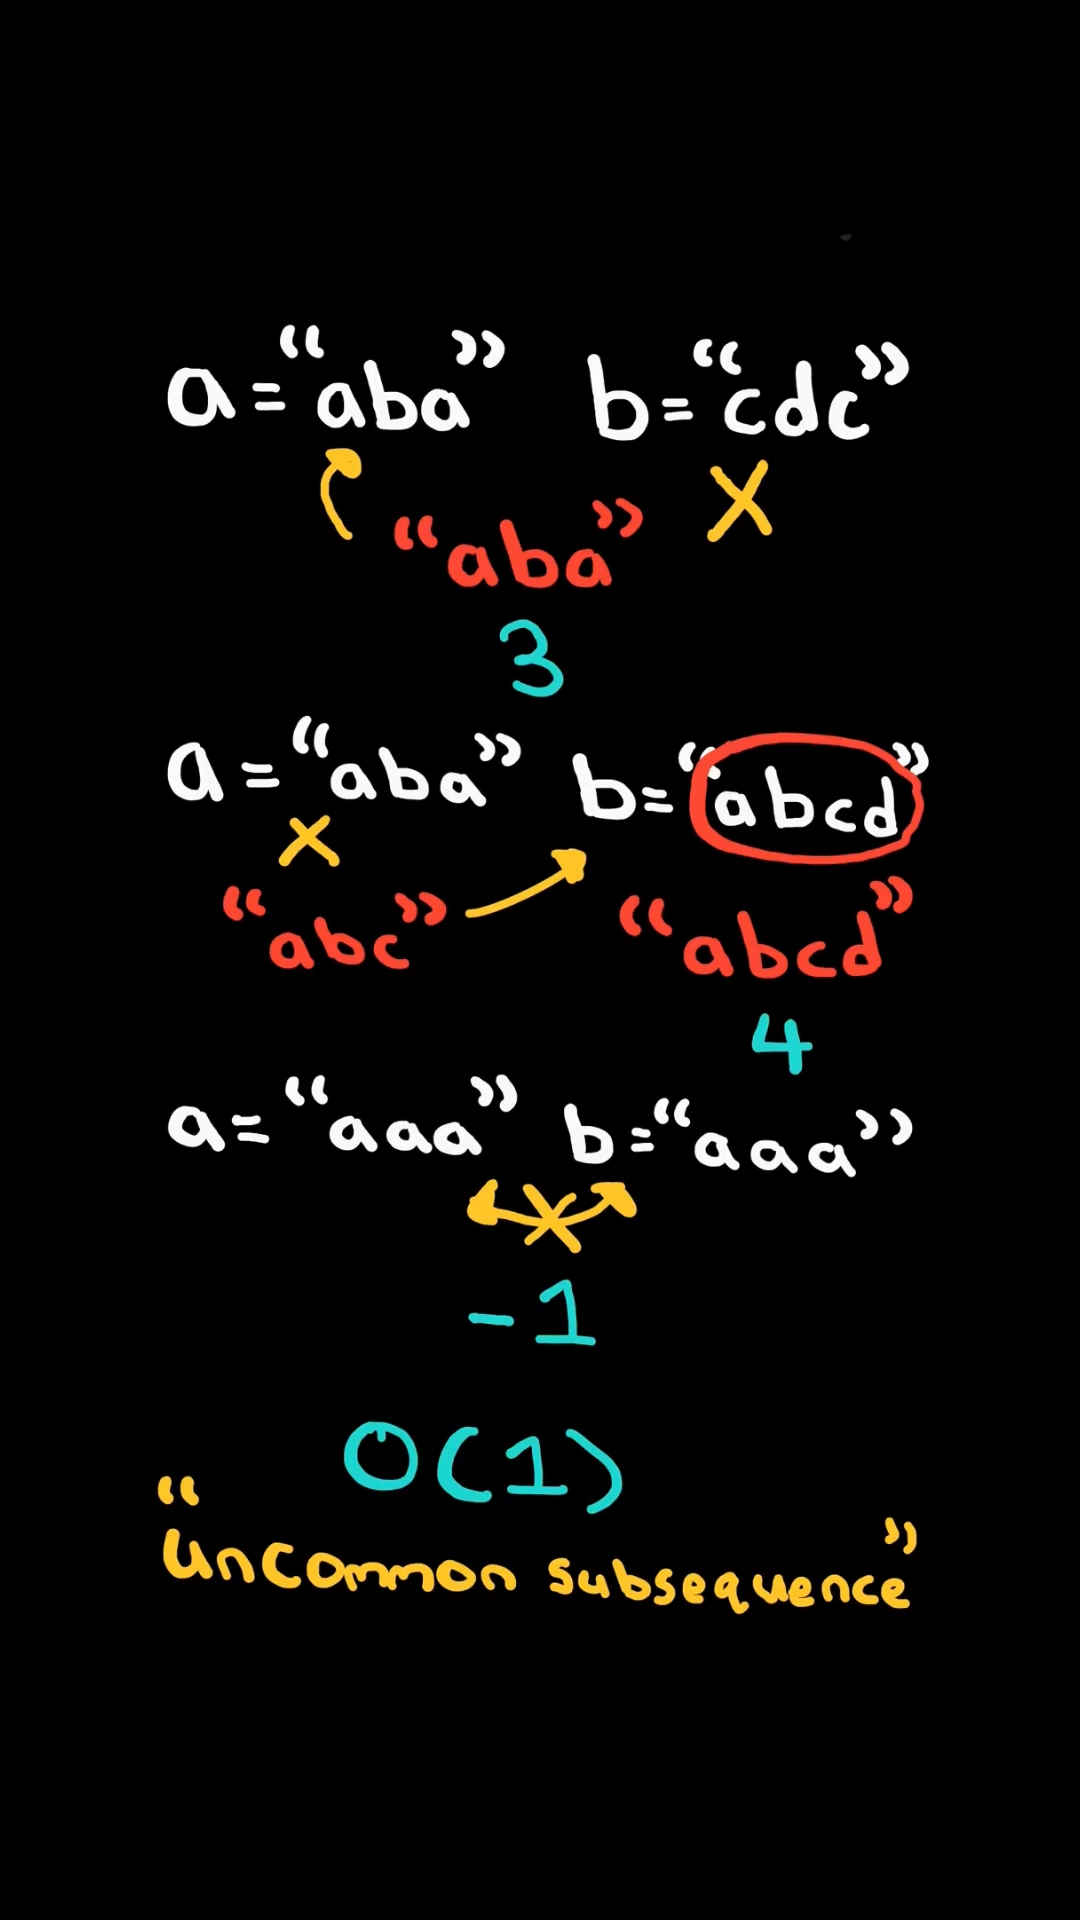 a = “aba” b = “cdc”
X
“aba”
3
a = “aba” b = “abcd”
X
“abc” “abcd”
4
a = “aaa” b = “aaa”
X
-1
O(1)
“uncommon subsequence”